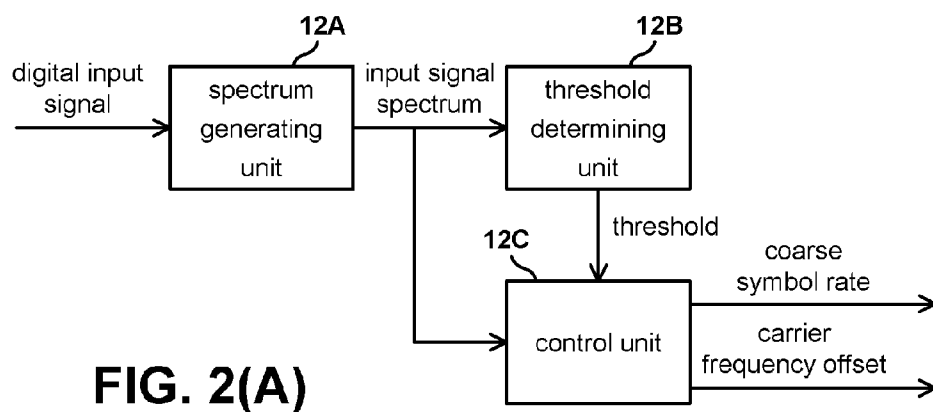 12A
12B
digital input
signal
spectrum
generating
unit
input signal
spectrum
threshold
determining
unit
threshold
12C
control unit
coarse
symbol rate
carrier
frequency offset
FIG. 2(A)